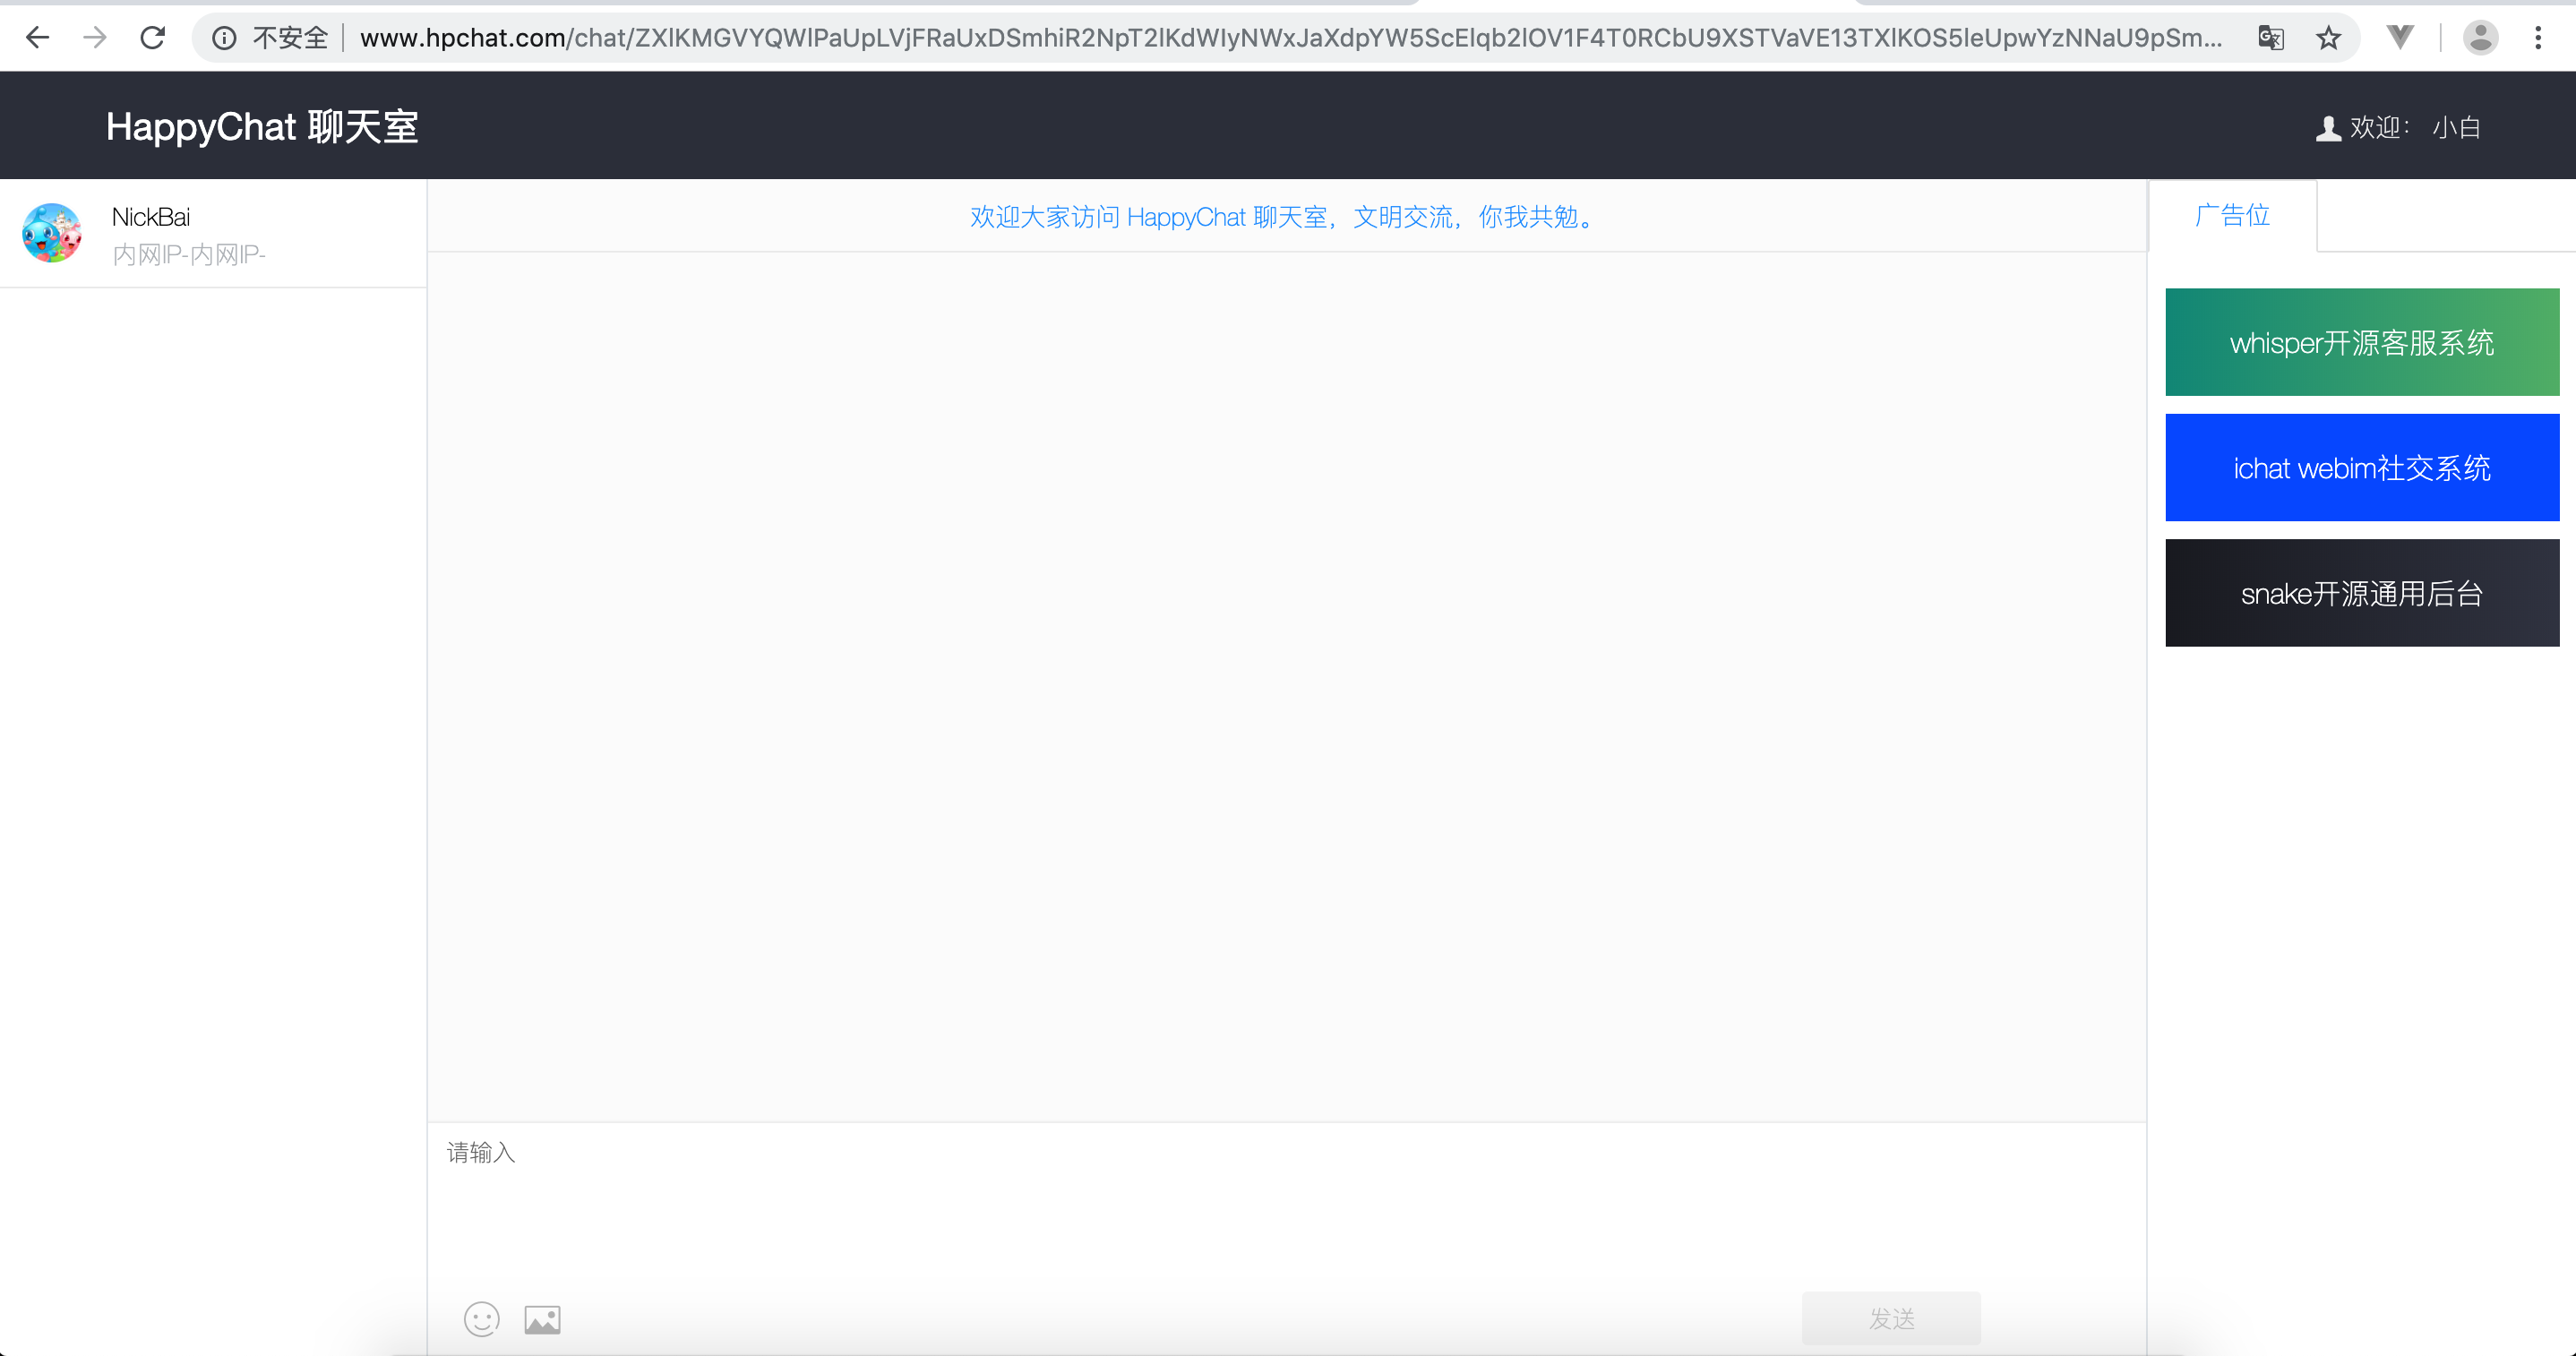 不安全 www.hpchat.com/chat/ZXlKMGVYQWlPaUpLVjFRaUxDSmhiR2NpT2lKdWIyNWxJaXdpYW5ScElqb2lOV1F4T0RCbU9XSTVaVE13TXlKOS5leUpwYzNNaU9pSm...
HappyChat 聊天室
欢迎： 小白
NickBai
内网IP-内网IP-
欢迎大家访问 HappyChat 聊天室，文明交流，你我共勉。
广告位
whisper开源客服系统
ichat webim社交系统
snake开源通用后台
请输入
发送